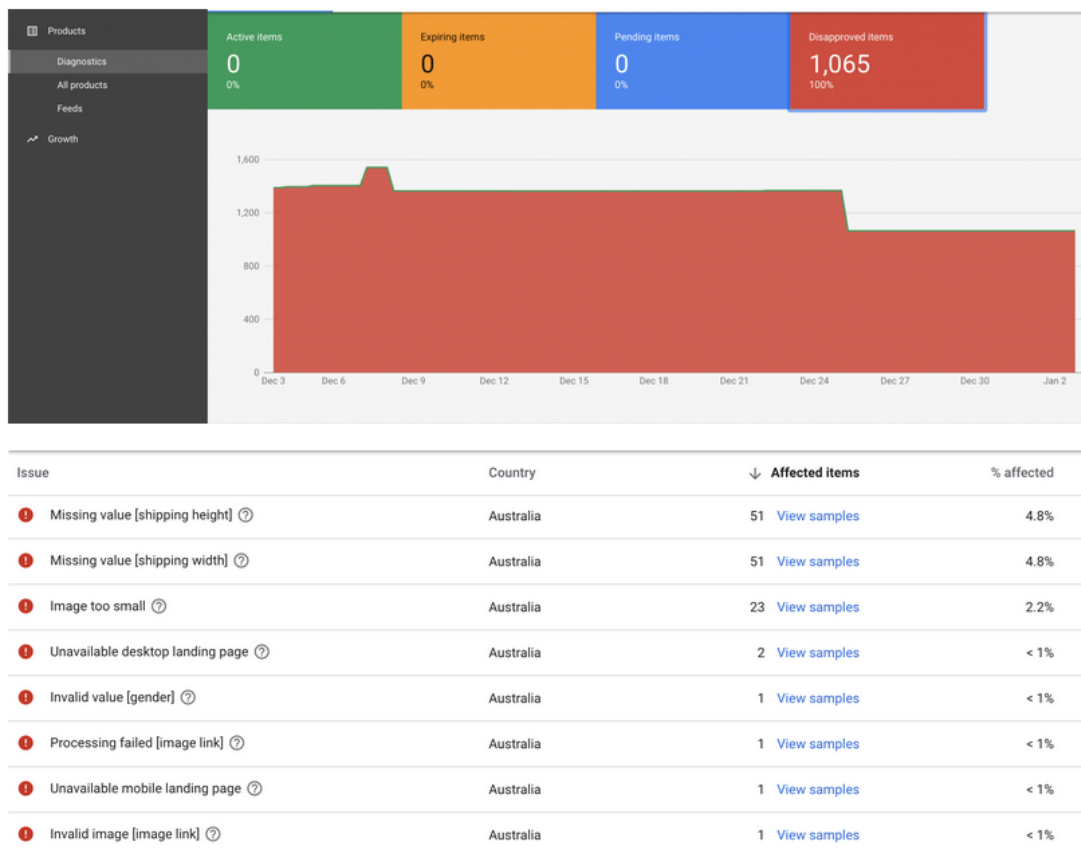 Products
Diagnostics
All products
Feeds
Growth
Active items
0
0%
Expiring items
0
0%
Pending items
0
0%
Disapproved items
1,065
100%
1,600
1,200
800
400
0
Dec 3 Dec 6 Dec 9 Dec 12 Dec 15 Dec 18 Dec 21 Dec 24 Dec 27 Dec 30 Jan 2
Issue Country Affected items % affected
Missing value [shipping height] Australia 51 View samples 4.8%
Missing value [shipping width] Australia 51 View samples 4.8%
Image too small Australia 23 View samples 2.2%
Unavailable desktop landing page Australia 2 View samples < 1%
Invalid value [gender] Australia 1 View samples < 1%
Processing failed [image link] Australia 1 View samples < 1%
Unavailable mobile landing page Australia 1 View samples < 1%
Invalid image [image link] Australia 1 View samples < 1%